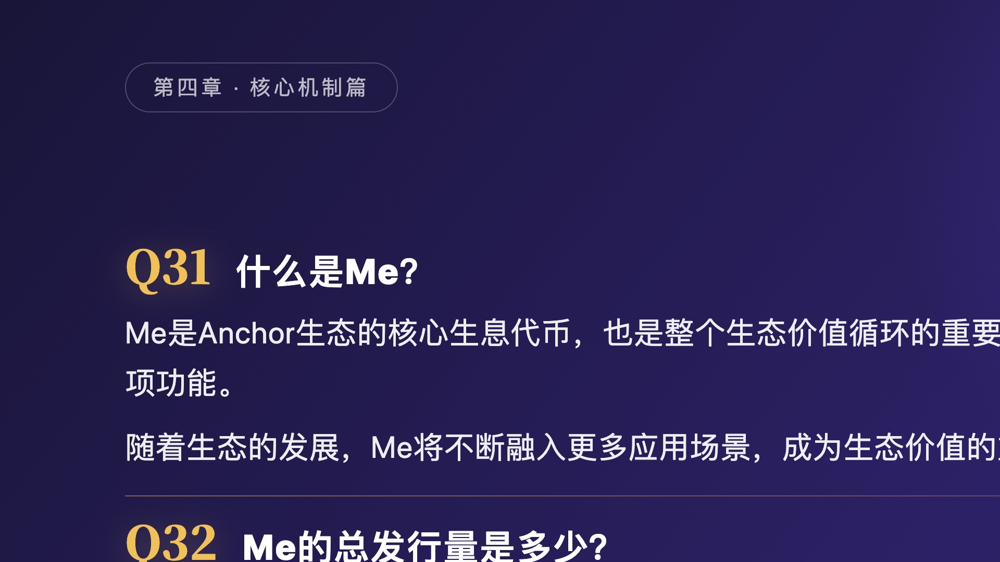 第四章 · 核心机制篇
Q31 什么是Me?
Me是Anchor生态的核心生息代币，也是整个生态价值循环的重要
项功能。
随着生态的发展，Me将不断融入更多应用场景，成为生态价值的
Q32 Me的总发行量是多少?